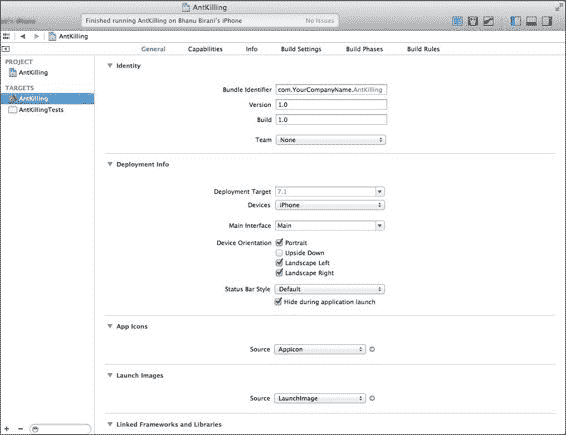 AntKilling
Finished running AntKilling on Bhanu Birani's iPhone No Issues
AntKilling
General Capabilities Info Build Settings Build Phases Build Rules
PROJECT
AntKilling
TARGETS
AntKilling
AntKillingTests
Identity
Bundle Identifier com.YourCompanyName.AntKilling
Version 1.0
Build 1.0
Team None
Deployment Info
Deployment Target 7.1
Devices iPhone
Main Interface Main
Device Orientation Portrait
Upside Down
Landscape Left
Landscape Right
Status Bar Style Default
Hide during application launch
App Icons
Source AppIcon
Launch Images
Source LaunchImage
Linked Frameworks and Libraries